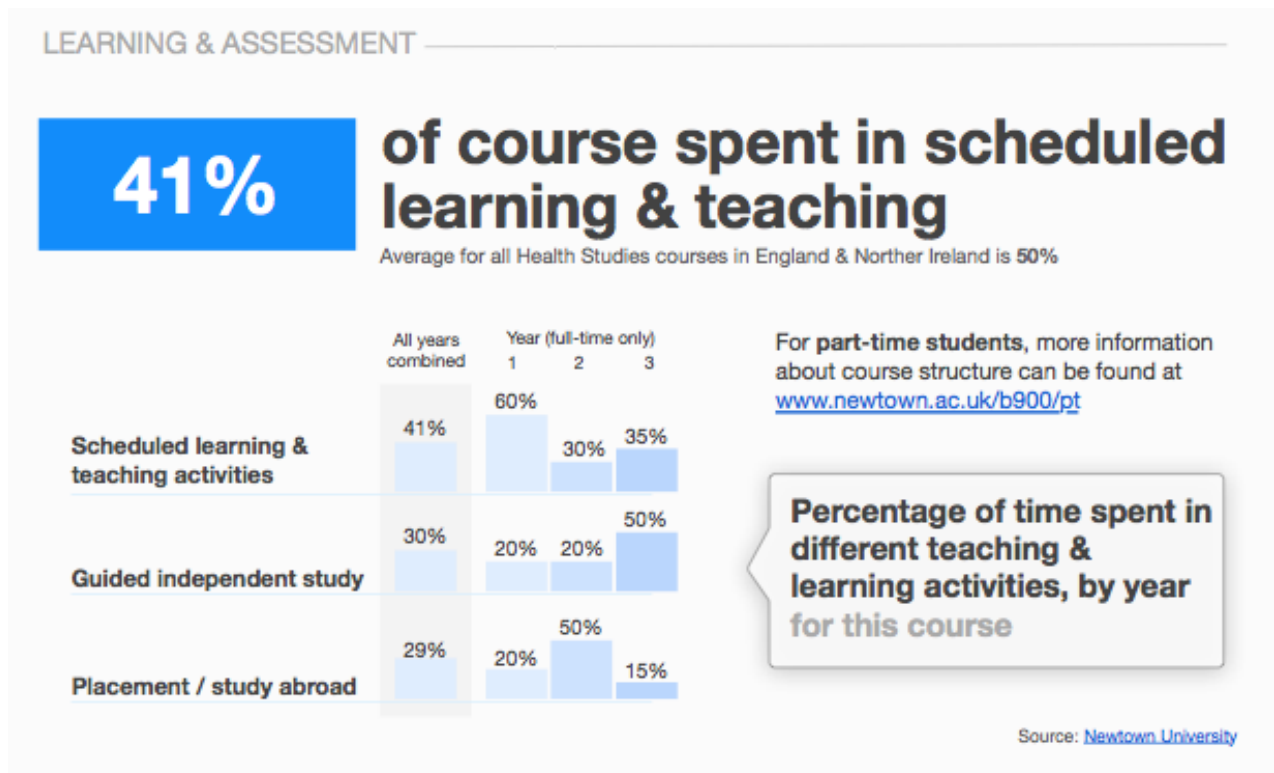 LEARNING & ASSESSMENT
41%
of course spent in scheduled
learning & teaching
Average for all Health Studies courses in England & Norther Ireland is 50%
All years
combined
Year (full-time only)
1 2 3
For part-time students, more information
about course structure can be found at
www.newtown.ac.uk/b900/pt
Scheduled learning &
teaching activities
41% 60% 30% 35%
Guided independent study
30% 20% 20% 50%
Placement / study abroad
29% 20% 50% 15%
Percentage of time spent in
different teaching &
learning activities, by year
for this course
Source: Newtown University